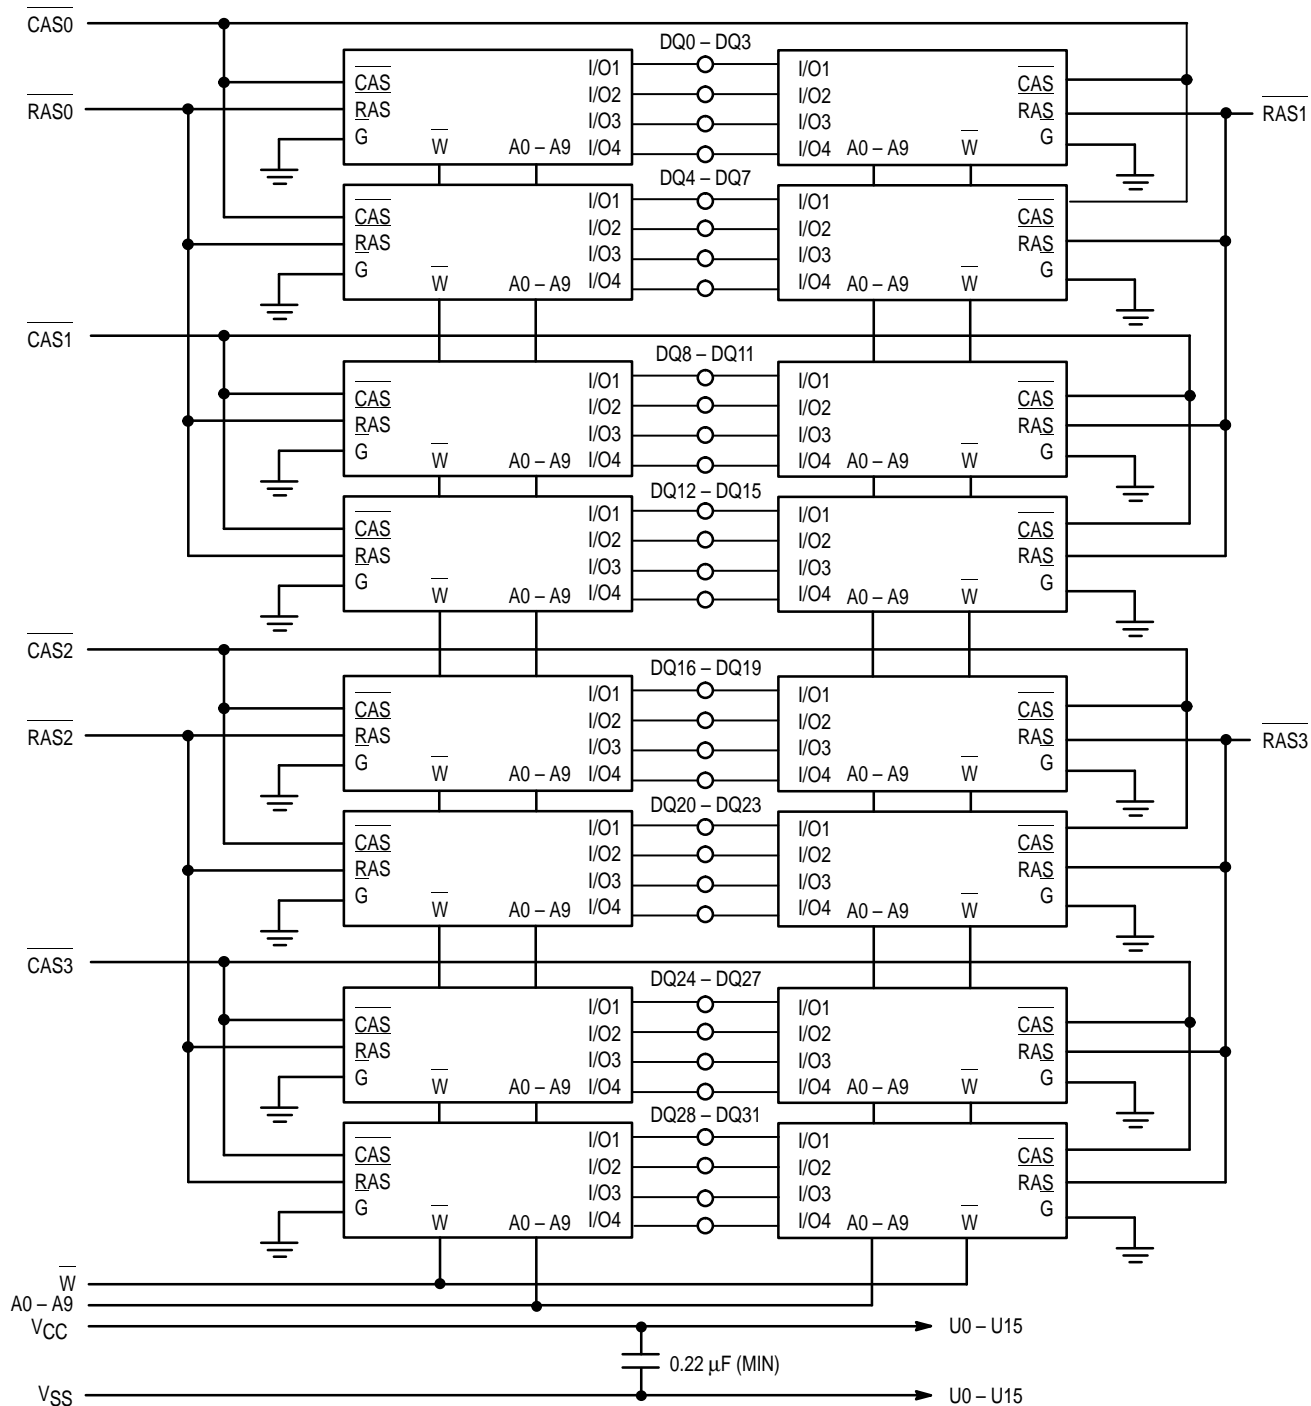 CAS0
DQ0 – DQ3
CAS I/O1 I/O1 CAS
RAS0 RAS I/O2 I/O2 RAS RAS1
G I/O3 I/O3 G
W A0 – A9 I/O4 I/O4 A0 – A9 W
DQ4 – DQ7
CAS I/O1 I/O1 CAS
RAS I/O2 I/O2 RAS
G I/O3 I/O3 G
W A0 – A9 I/O4 I/O4 A0 – A9 W
CAS1
DQ8 – DQ11
CAS I/O1 I/O1 CAS
RAS I/O2 I/O2 RAS
G I/O3 I/O3 G
W A0 – A9 I/O4 I/O4 A0 – A9 W
DQ12 – DQ15
CAS I/O1 I/O1 CAS
RAS I/O2 I/O2 RAS
G I/O3 I/O3 G
W A0 – A9 I/O4 I/O4 A0 – A9 W
CAS2
DQ16 – DQ19
CAS I/O1 I/O1 CAS
RAS2 RAS I/O2 I/O2 RAS RAS3
G I/O3 I/O3 G
W A0 – A9 I/O4 I/O4 A0 – A9 W
DQ20 – DQ23
CAS I/O1 I/O1 CAS
RAS I/O2 I/O2 RAS
G I/O3 I/O3 G
W A0 – A9 I/O4 I/O4 A0 – A9 W
CAS3
DQ24 – DQ27
CAS I/O1 I/O1 CAS
RAS I/O2 I/O2 RAS
G I/O3 I/O3 G
W A0 – A9 I/O4 I/O4 A0 – A9 W
DQ28 – DQ31
CAS I/O1 I/O1 CAS
RAS I/O2 I/O2 RAS
G I/O3 I/O3 G
W A0 – A9 I/O4 I/O4 A0 – A9 W
W
A0 – A9
VCC U0 – U15
0.22 μF (MIN)
VSS U0 – U15